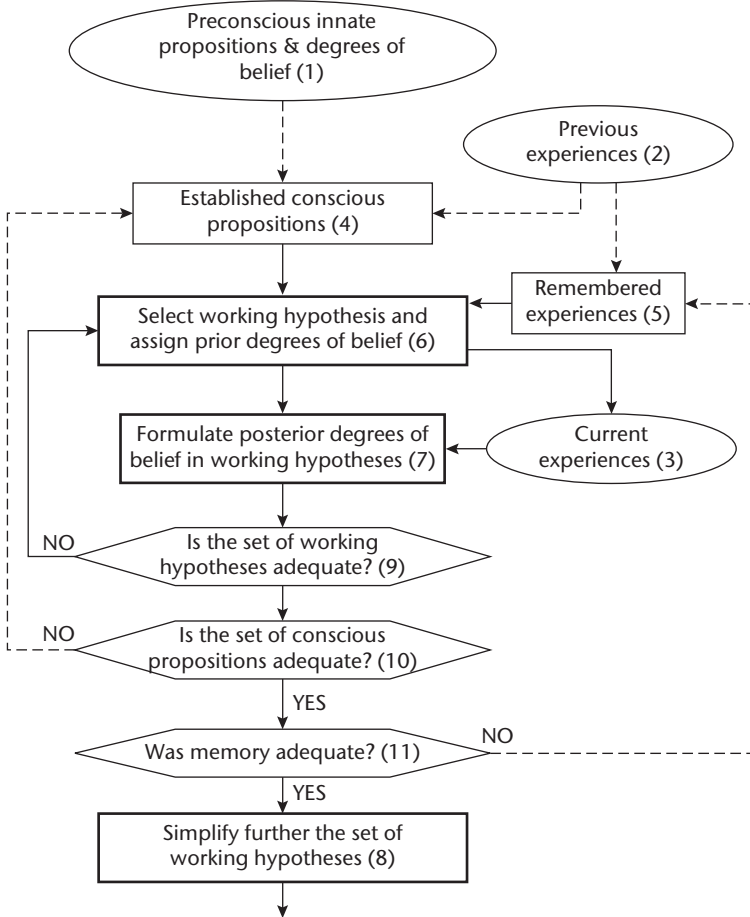 Preconscious innate
propositions & degrees of
belief (1)
Previous
experiences (2)
Established conscious
propositions (4)
Remembered
experiences (5)
Select working hypothesis and
assign prior degrees of belief (6)
Formulate posterior degrees of
belief in working hypotheses (7)
Current
experiences (3)
NO
Is the set of working
hypotheses adequate? (9)
NO
Is the set of conscious
propositions adequate? (10)
YES
Was memory adequate? (11)
NO
YES
Simplify further the set of
working hypotheses (8)